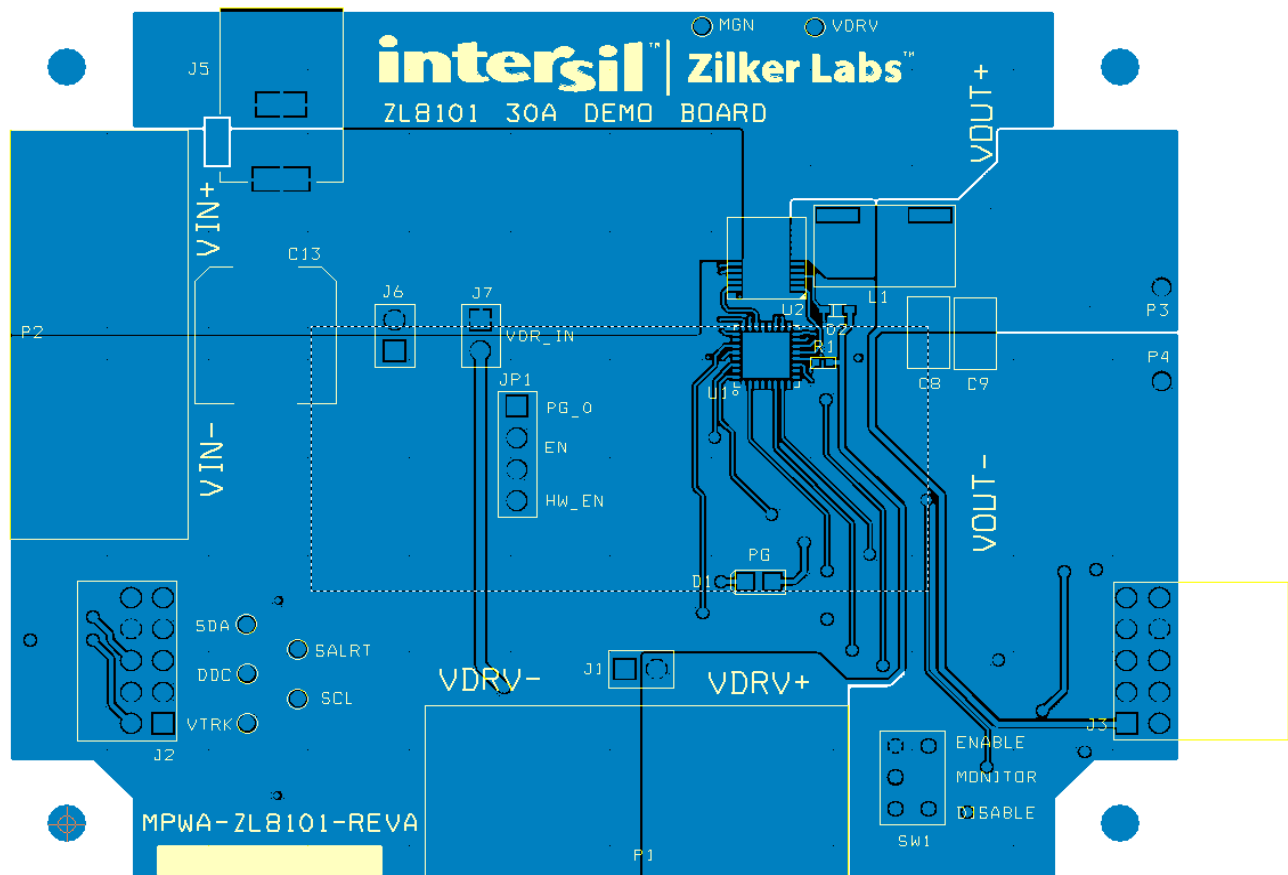 MGN
VDRV
intersil™ | Zilker Labs™
J5
VOUT+
ZL8101 30A DEMO BOARD
VIN+
C13
J6
J7
L1
P3
U2
D2
P2
VDR_IN
R1
P4
JP1
C8
C9
U1
PG_O
VIN-
EN
VOUT-
HW_EN
PG
D1
SDA
SALRT
J1
DDC
VDRV-
VDRV+
SCL
VTRK
J3
J2
ENABLE
MONITOR
MPWA-ZL8101-REVA
DISABLE
SW1
P1